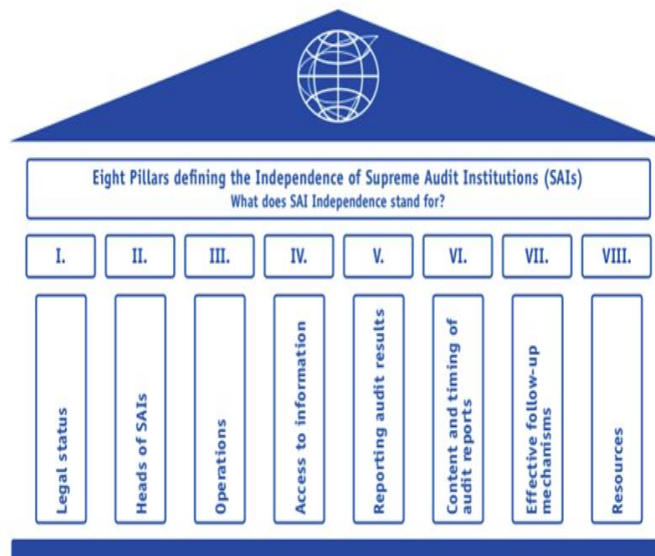 Eight Pillars defining the Independence of Supreme Audit Institutions (SAIs)
What does SAI Independence stand for?
I.
II.
III.
IV.
V.
VI.
VII.
VIII.
Legal status
Heads of SAIs
Operations
Access to information
Reporting audit results
Content and timing of
audit reports
Effective follow-up
mechanisms
Resources